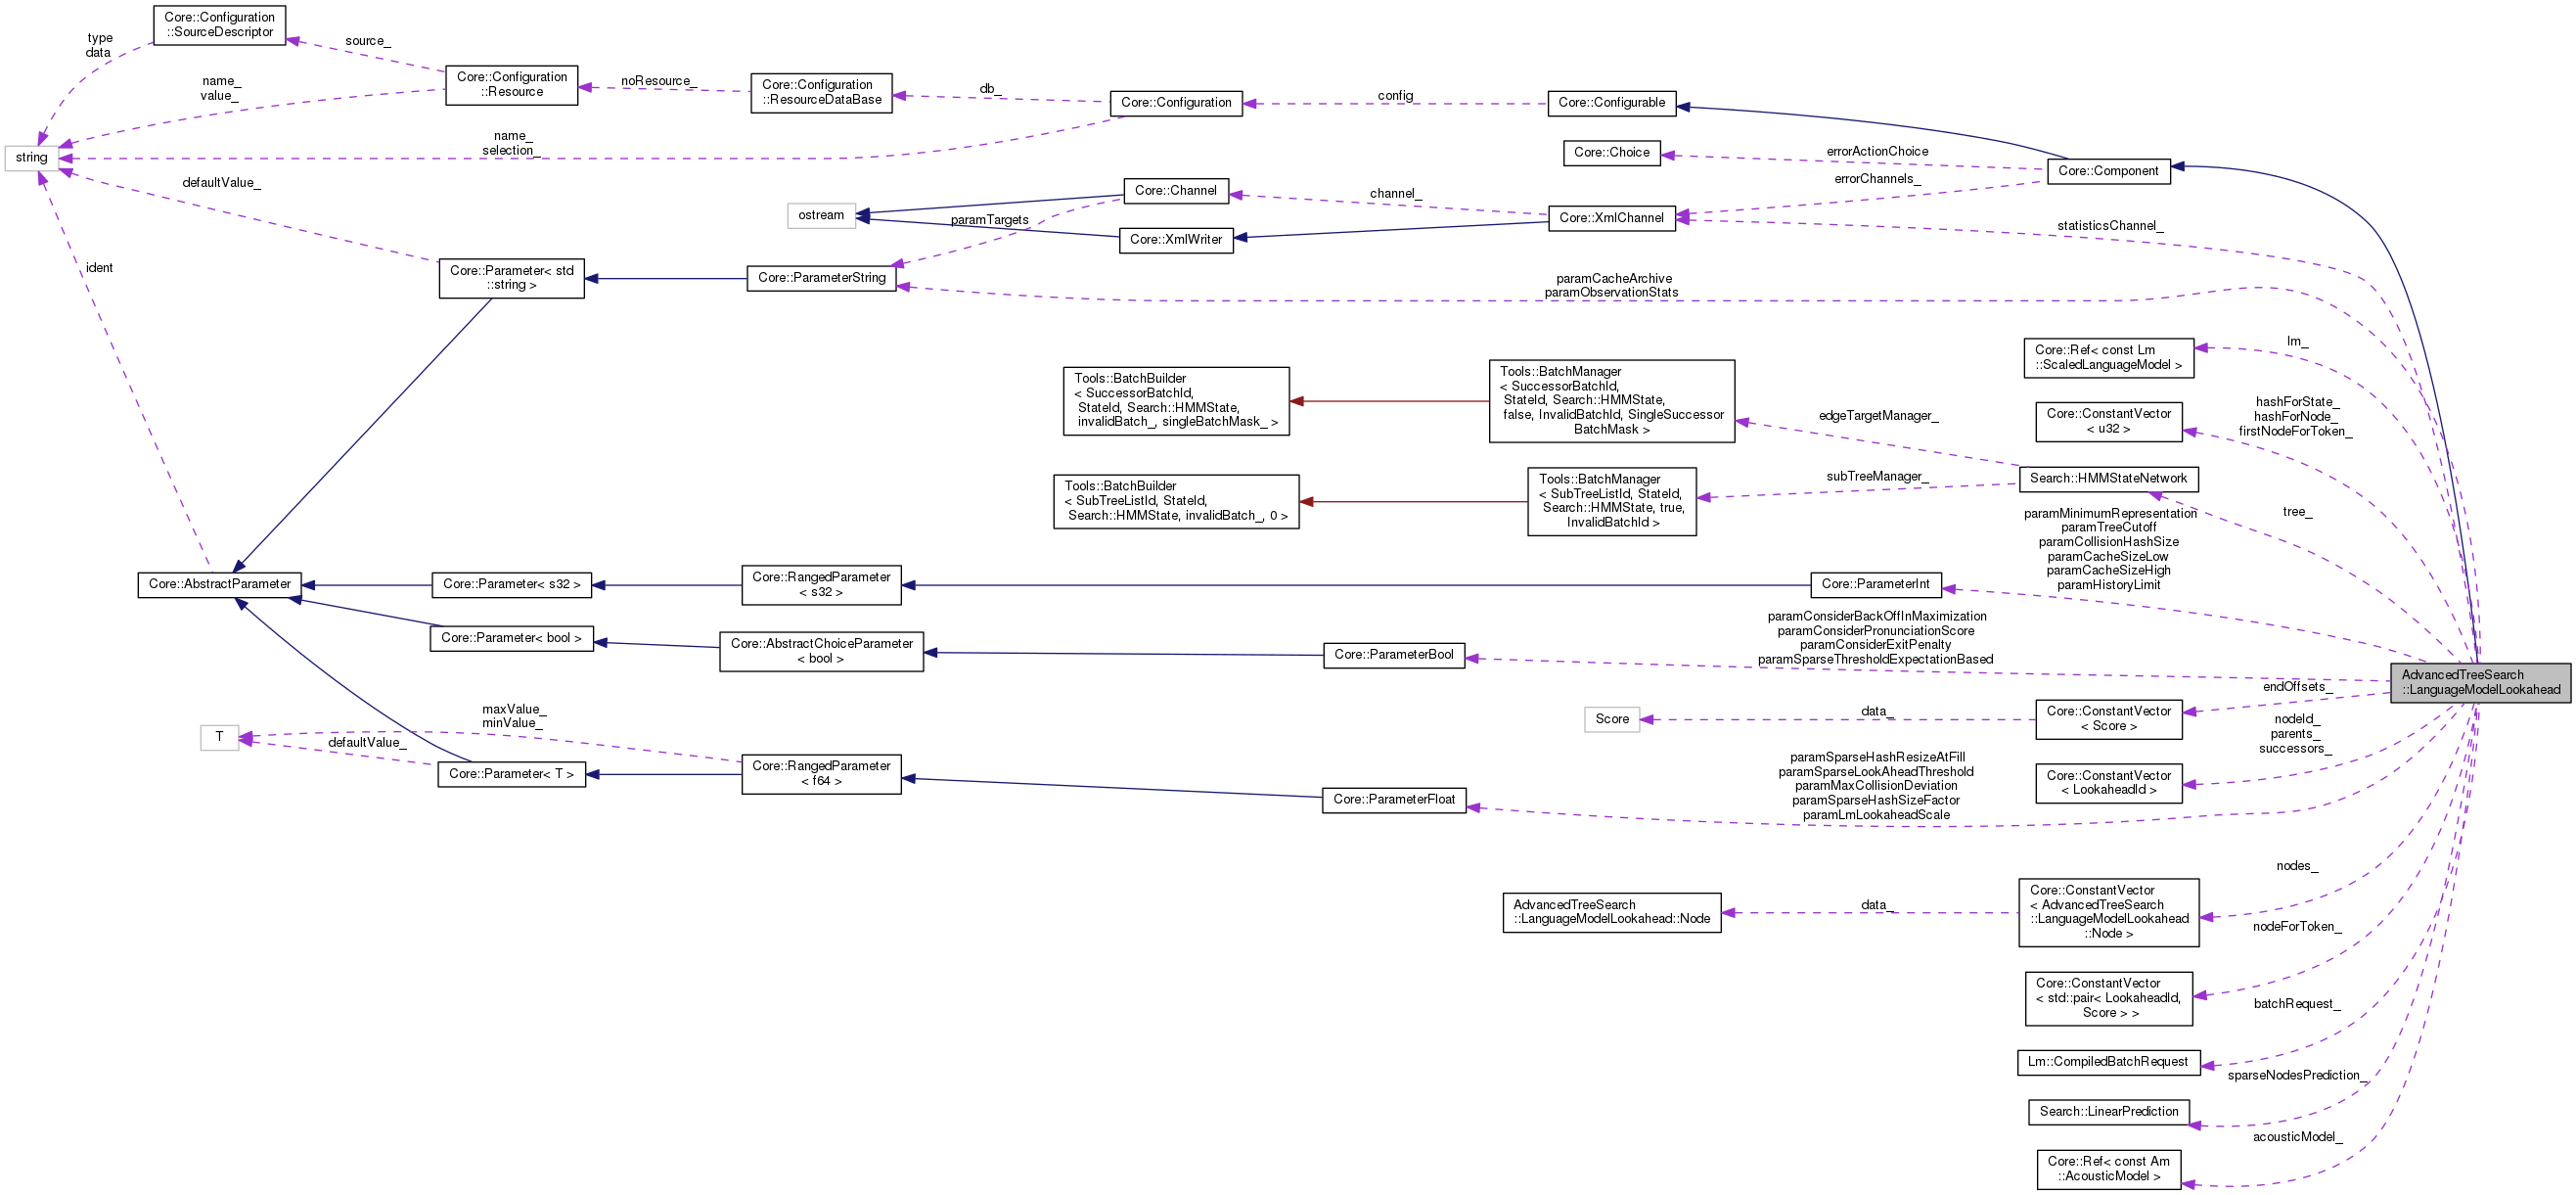 Core::Configuration
::SourceDescriptor
type
data
source_
name_
value_
Core::Configuration
::Resource
noResource_
Core::Configuration
::ResourceDataBase
db_
Core::Configuration
config
Core::Configurable
string
name_
selection_
Core::Choice
errorActionChoice
Core::Component
errorChannels_
defaultValue_
Core::Channel
channel_
ostream
paramTargets
Core::XmlChannel
Core::XmlWriter
statisticsChannel_
ident
Core::Parameter< std
::string >
Core::ParameterString
paramCacheArchive
paramObservationStats
Core::Ref< const Lm
::ScaledLanguageModel >
lm_
Tools::BatchBuilder
< SuccessorBatchId,
StateId, Search::HMMState,
invalidBatch_, singleBatchMask_ >
Tools::BatchManager
< SuccessorBatchId,
StateId, Search::HMMState,
false, InvalidBatchId, SingleSuccessor
BatchMask >
edgeTargetManager_
Core::ConstantVector
< u32 >
hashForState_
hashForNode_
firstNodeForToken_
Tools::BatchBuilder
< SubTreeListId, StateId,
Search::HMMState, invalidBatch_, 0 >
Tools::BatchManager
< SubTreeListId, StateId,
Search::HMMState, true,
InvalidBatchId >
subTreeManager_
Search::HMMStateNetwork
tree_
paramMinimumRepresentation
paramTreeCutoff
paramCollisionHashSize
paramCacheSizeLow
paramCacheSizeHigh
paramHistoryLimit
Core::AbstractParameter
Core::Parameter< s32 >
Core::RangedParameter
< s32 >
Core::ParameterInt
Core::Parameter< bool >
Core::AbstractChoiceParameter
< bool >
Core::ParameterBool
paramConsiderBackOffInMaximization
paramConsiderPronunciationScore
paramConsiderExitPenalty
paramSparseThresholdExpectationBased
AdvancedTreeSearch
::LanguageModelLookahead
T
maxValue_
minValue_
defaultValue_
Score
data_
Core::ConstantVector
< Score >
endOffsets_
nodeId_
parents_
successors_
Core::Parameter< T >
Core::RangedParameter
< f64 >
Core::ParameterFloat
paramSparseHashResizeAtFill
paramSparseLookAheadThreshold
paramMaxCollisionDeviation
paramSparseHashSizeFactor
paramLmLookaheadScale
Core::ConstantVector
< LookaheadId >
nodes_
AdvancedTreeSearch
::LanguageModelLookahead::Node
data_
Core::ConstantVector
< AdvancedTreeSearch
::LanguageModelLookahead
::Node >
nodeForToken_
Core::ConstantVector
< std::pair< LookaheadId,
Score > >
batchRequest_
Lm::CompiledBatchRequest
sparseNodesPrediction_
Search::LinearPrediction
acousticModel_
Core::Ref< const Am
::AcousticModel >